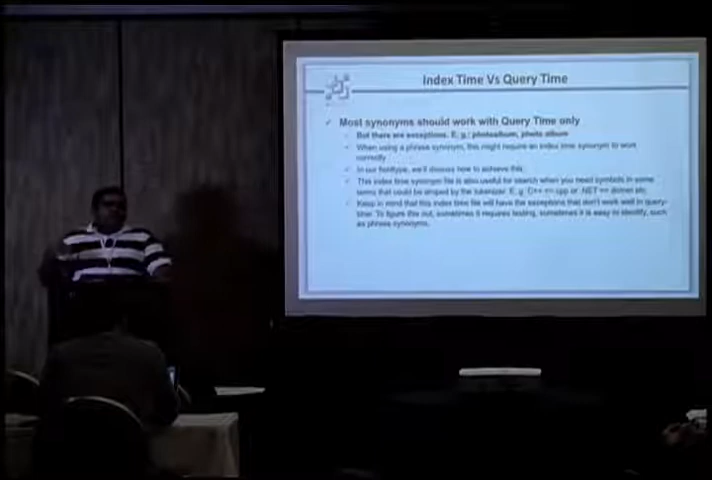 Index Time Vs Query Time
Most synonyms should work with Query Time only
But there are exceptions. E. g.: photoalbum, photo album
When using a phrase synonym, this might require an index time synonym to work
correctly.
In our fieldtype, we'll discuss how to achieve this.
This index time synonym file is also useful for search when you need symbols in some
terms that could be striped by the tokenizer. E. g. C++ => cpp or .NET => dotnet etc.
Keep in mind that this index time file will have the exceptions that don't work well in query-
time. To figure this out, sometimes it requires testing, sometimes it is easy to identify, such
as phrase synonyms.